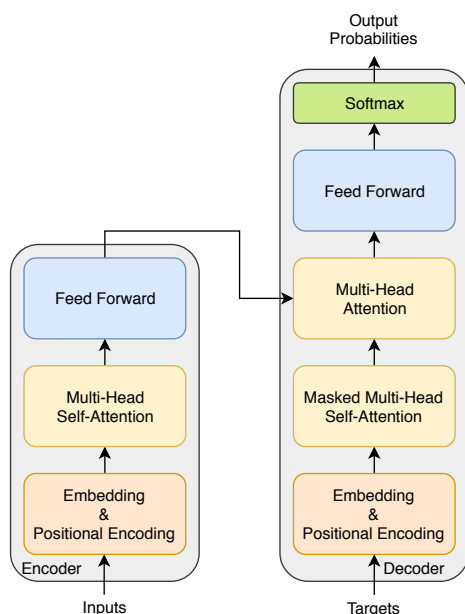 Output
Probabilities
Softmax
Feed Forward
Multi-Head
Attention
Masked Multi-Head
Self-Attention
Embedding
&
Positional Encoding
Decoder
Targets
Feed Forward
Multi-Head
Self-Attention
Embedding
&
Positional Encoding
Encoder
Inputs